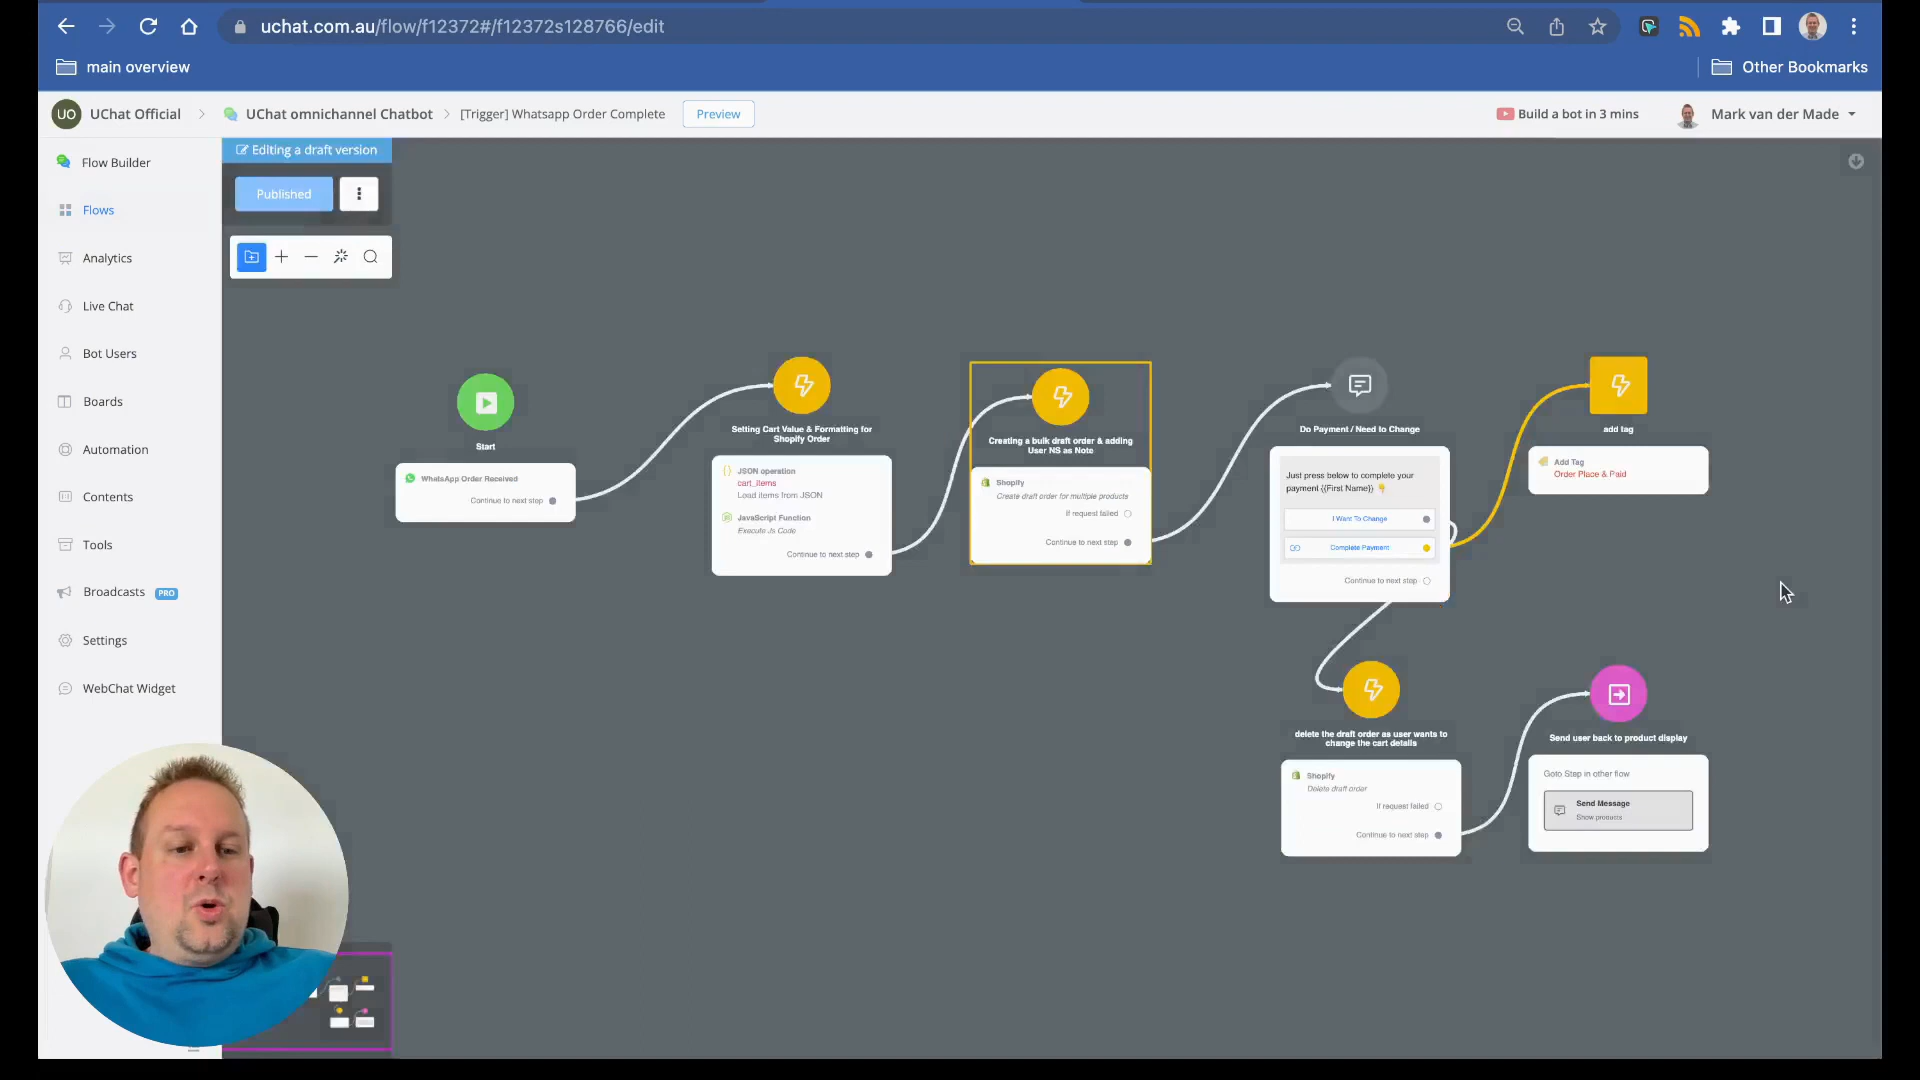 uchat.com.au/flow/f12372#/f12372s128766/edit
main overview
Other Bookmarks
UO UChat Official
UChat omnichannel Chatbot
[Trigger] Whatsapp Order Complete
Preview
Build a bot in 3 mins
Mark van der Made
Flow Builder
Flows
Analytics
Live Chat
Bot Users
Boards
Automation
Contents
Tools
Broadcasts PRO
Settings
WebChat Widget
Editing a draft version
Published
Start
WhatsApp Order Received
Continue to next step
Setting Cart Value & Formatting for
Shopify Order
JSON operation
cart_items
Load items from JSON
JavaScript Function
Execute Js Code
Continue to next step
Creating a bulk draft order & adding
User NS as Note
Shopify
Create draft order for multiple products
If request failed
Continue to next step
Do Payment / Need to Change
Just press below to complete your
payment {{First Name}} 👇
I Want To Change
Complete Payment
Continue to next step
add tag
Add Tag
Order Place & Paid
delete the draft order as user wants to
change the cart details
Shopify
Delete draft order
If request failed
Continue to next step
Send user back to product display
Goto Step in other flow
Send Message
Show products